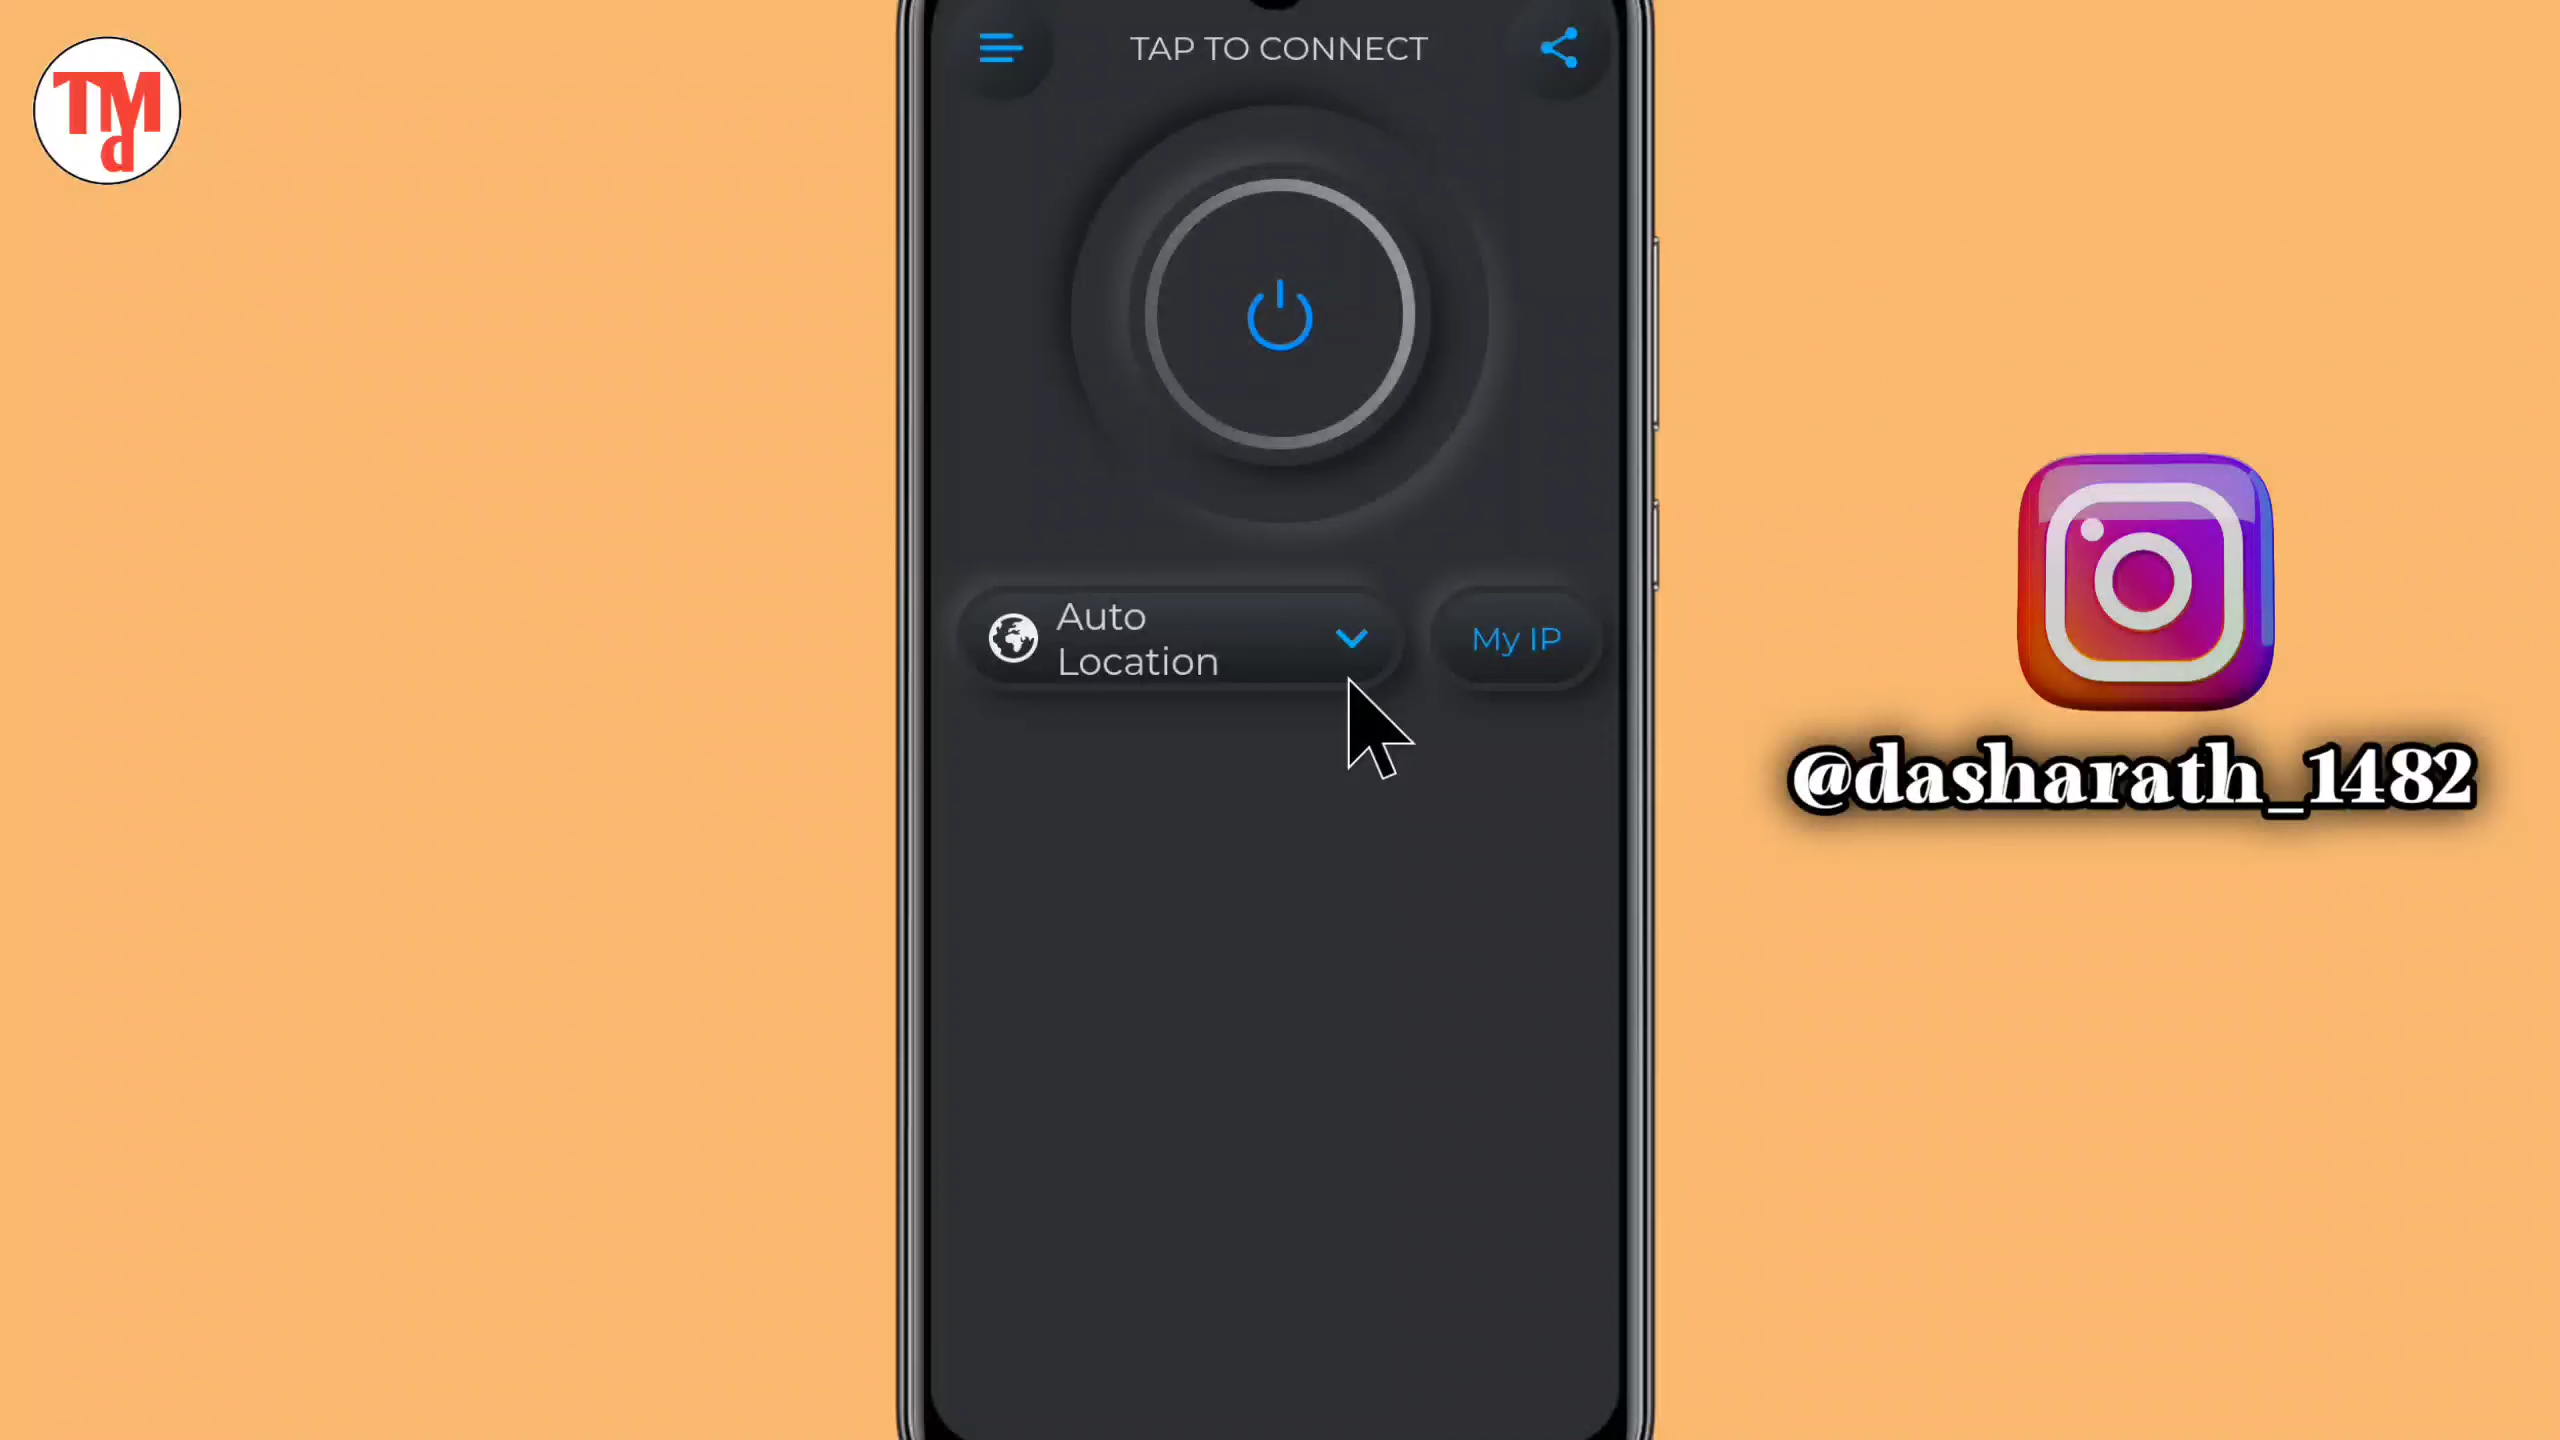 TMd
TAP TO CONNECT
Auto
Location
My IP
@dasharath_1482